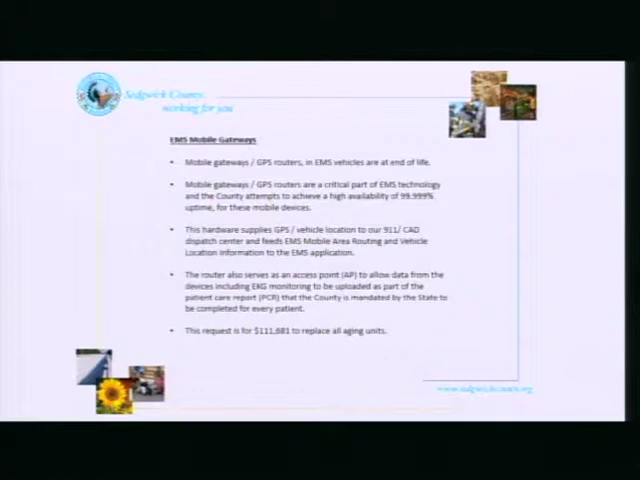 Sedgwick County...
working for you
EMS Mobile Gateways
• Mobile gateways / GPS routers, in EMS vehicles are at end of life.
• Mobile gateways / GPS routers are a critical part of EMS technology
and the County attempts to achieve a high availability of 99.999%
uptime, for these mobile devices.
• This hardware supplies GPS / vehicle location to our 911/ CAD
dispatch center and feeds EMS Mobile Area Routing and Vehicle
Location information to the EMS application.
• The router also serves as an access point (AP) to allow data from the
devices including EKG monitoring to be uploaded as part of the
patient care report (PCR) that the County is mandated by the State to
be completed for every patient.
• This request is for $111,681 to replace all aging units.